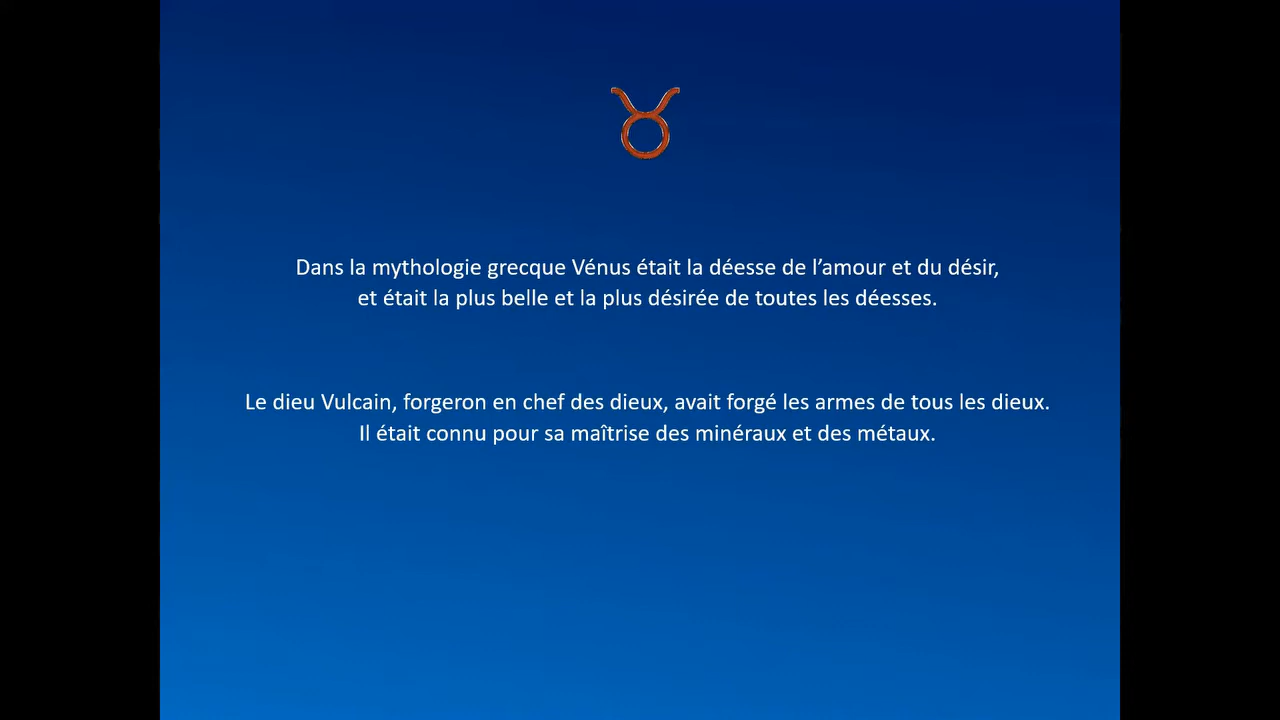 Dans la mythologie grecque Vénus était la déesse de l’amour et du désir,
et était la plus belle et la plus désirée de toutes les déesses.
Le dieu Vulcain, forgeron en chef des dieux, avait forgé les armes de tous les dieux.
Il était connu pour sa maîtrise des minéraux et des métaux.